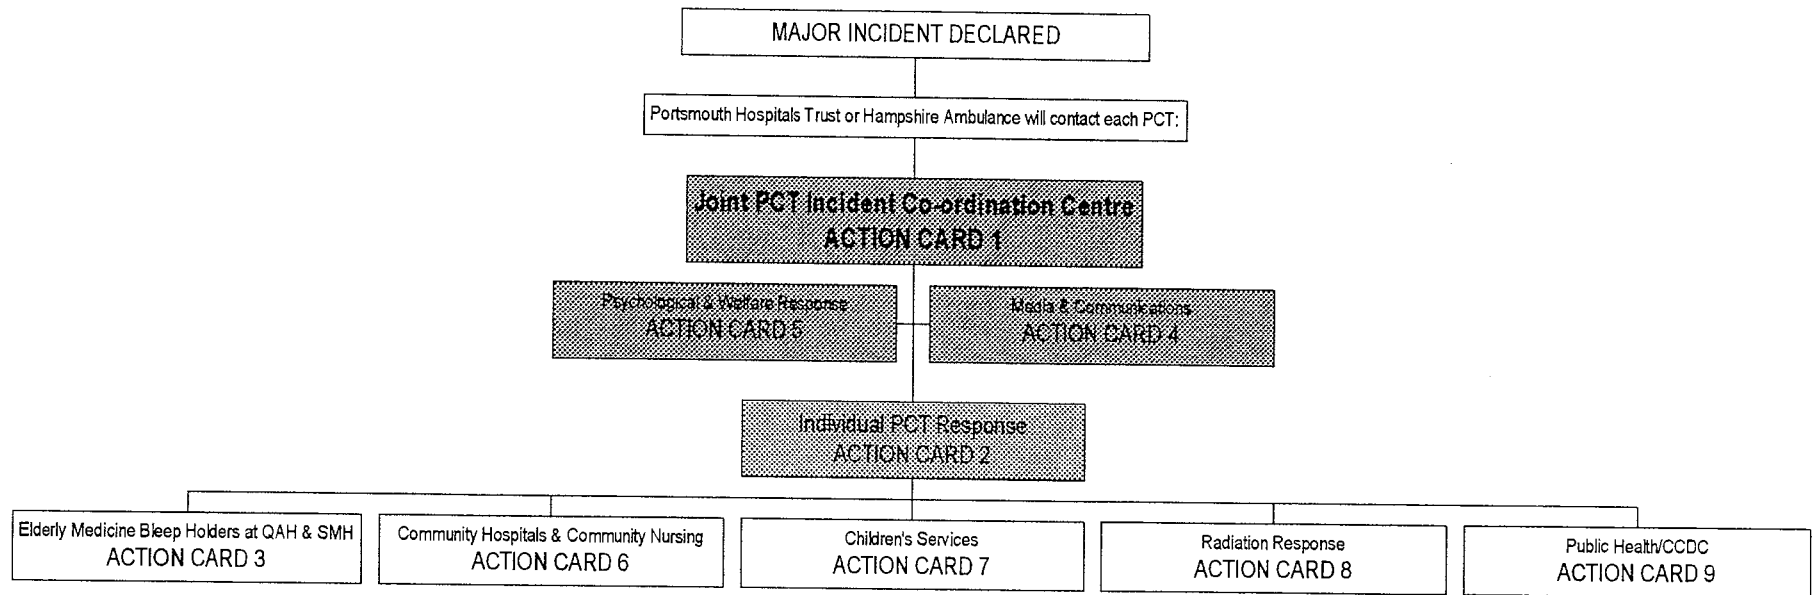 MAJOR INCIDENT DECLARED
Portsmouth Hospitals Trust or Hampshire Ambulance will contact each PCT:
Joint PCT Incident Co-ordination Centre
ACTION CARD 1
Psychological & Welfare Response
ACTION CARD 5
Media & Communications
ACTION CARD 4
Individual PCT Response
ACTION CARD 2
Elderly Medicine Bleep Holders at QAH & SMH
ACTION CARD 3
Community Hospitals & Community Nursing
ACTION CARD 6
Children's Services
ACTION CARD 7
Radiation Response
ACTION CARD 8
Public Health/CCDC
ACTION CARD 9